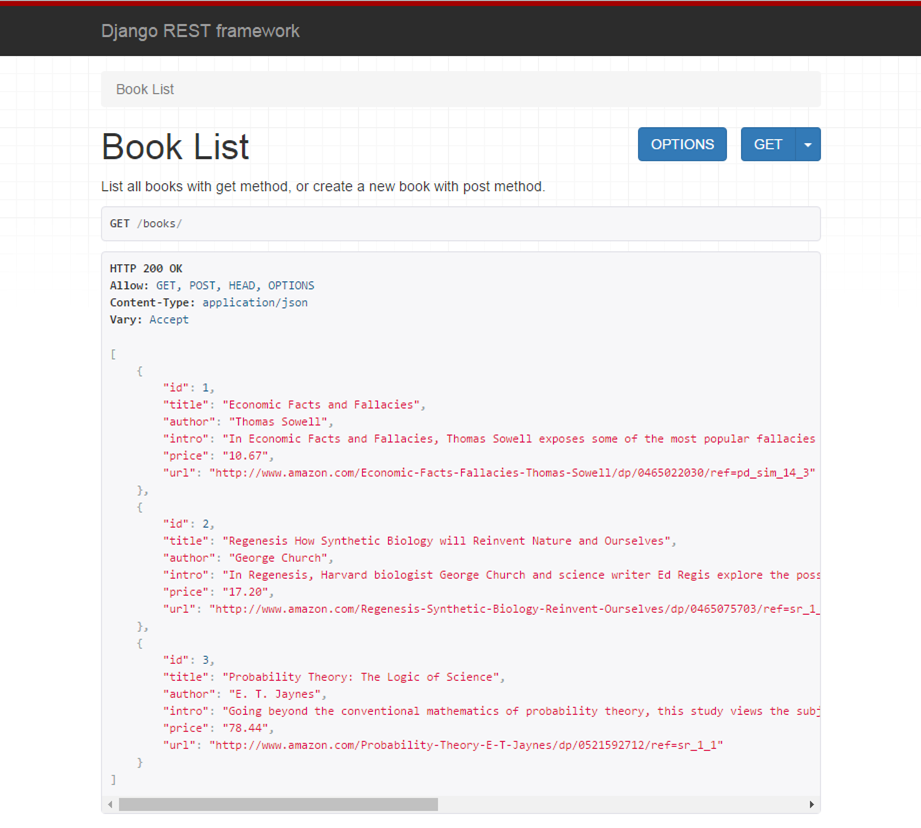 Django REST framework
Book List
Book List
OPTIONS
GET
List all books with get method, or create a new book with post method.
GET /books/
HTTP 200 OK
Allow: GET, POST, HEAD, OPTIONS
Content-Type: application/json
Vary: Accept
[
{
"id": 1,
"title": "Economic Facts and Fallacies",
"author": "Thomas Sowell",
"intro": "In Economic Facts and Fallacies, Thomas Sowell exposes some of the most popular fallacies
"price": "10.67",
"url": "http://www.amazon.com/Economic-Facts-Fallacies-Thomas-Sowell/dp/0465022030/ref=pd_sim_14_3"
},
{
"id": 2,
"title": "Regenesis How Synthetic Biology will Reinvent Nature and Ourselves",
"author": "George Church",
"intro": "In Regenesis, Harvard biologist George Church and science writer Ed Regis explore the poss
"price": "17.20",
"url": "http://www.amazon.com/Regenesis-Synthetic-Biology-Reinvent-Ourselves/dp/0465075703/ref=sr_1_
},
{
"id": 3,
"title": "Probability Theory: The Logic of Science",
"author": "E. T. Jaynes",
"intro": "Going beyond the conventional mathematics of probability theory, this study views the subj
"price": "78.44",
"url": "http://www.amazon.com/Probability-Theory-E-T-Jaynes/dp/0521592712/ref=sr_1_1"
}
]